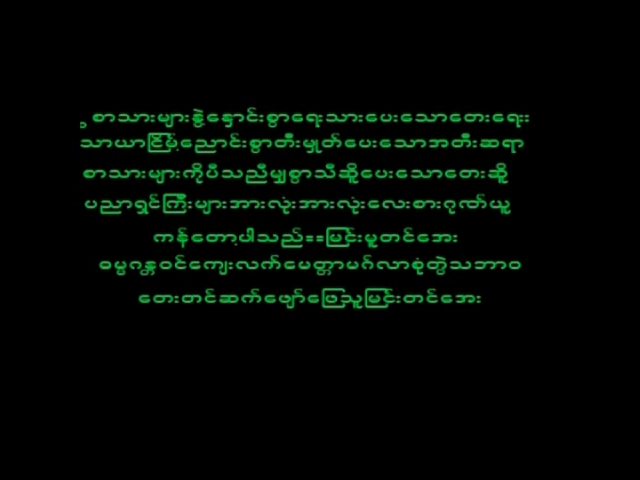 စာသားများနွဲ့နှောင်းစွာရေးသားပေးသောတေးရေး
သာယာငြိမ့်ညောင်းစွာတီးမှုတ်ပေးသောအတီးဆရာ
စာသားများကိုပီသညီမျှစွာသီဆိုပေးသောတေးဆို
ပညာရှင်ကြီးများအားလုံးအားလုံးလေးစားဂုဏ်ယူ
ကန်တော့ပါသည်==မြင်းမူတင်အေး
ဓမ္မဂန္တဝင်ကျေးလက်မေတ္တာမဂ်လာစုံတွဲသဘာဝ
တေးတင်ဆက်ဖျော်ဖြေသူမြင်းတင်အေး